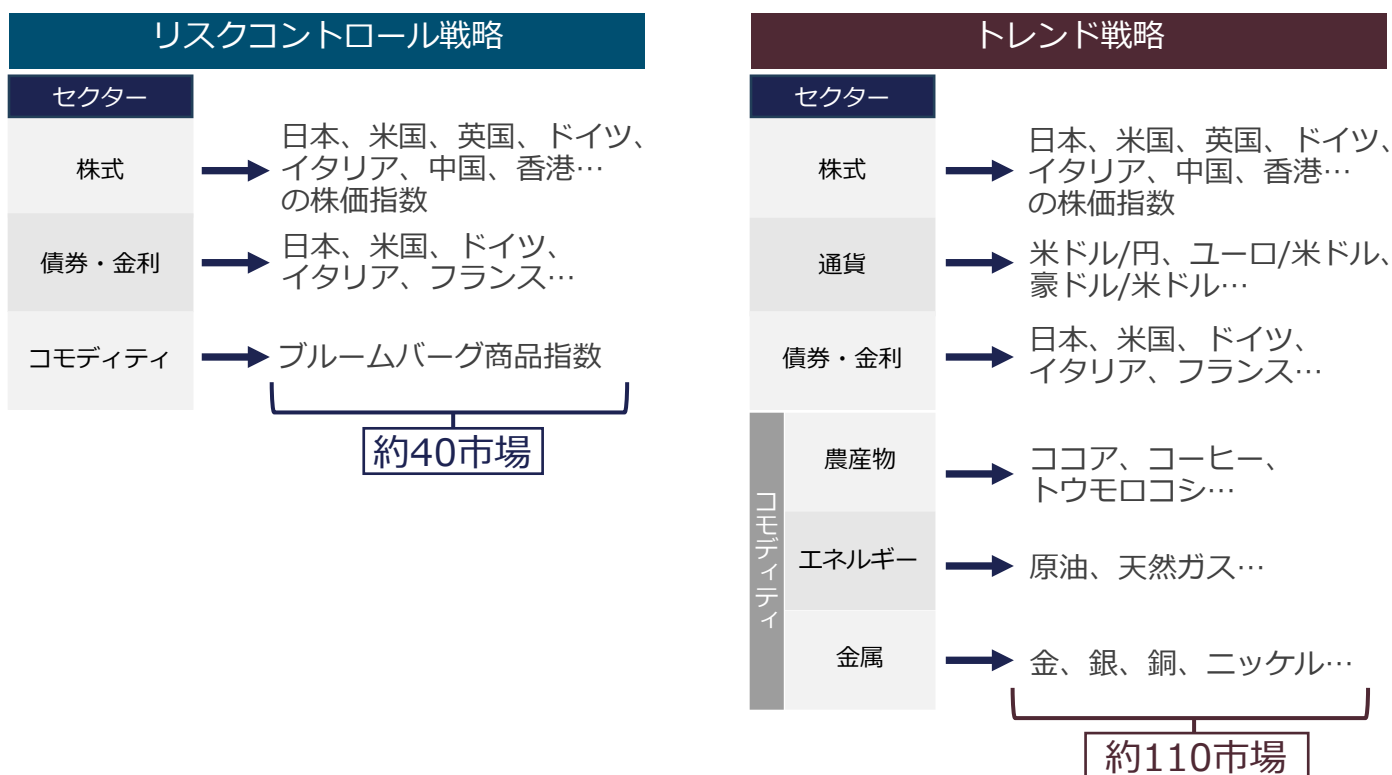 リスクコントロール戦略
セクター
株式
日本、米国、英国、ドイツ、
イタリア、中国、香港…
の株価指数
債券・金利
日本、米国、ドイツ、
イタリア、フランス…
コモディティ
ブルームバーグ商品指数
約40市場
トレンド戦略
セクター
株式
日本、米国、英国、ドイツ、
イタリア、中国、香港…
の株価指数
通貨
米ドル/円、ユーロ/米ドル、
豪ドル/米ドル…
債券・金利
日本、米国、ドイツ、
イタリア、フランス…
コモディティ
農産物
ココア、コーヒー、
トウモロコシ…
エネルギー
原油、天然ガス…
金属
金、銀、銅、ニッケル…
約110市場